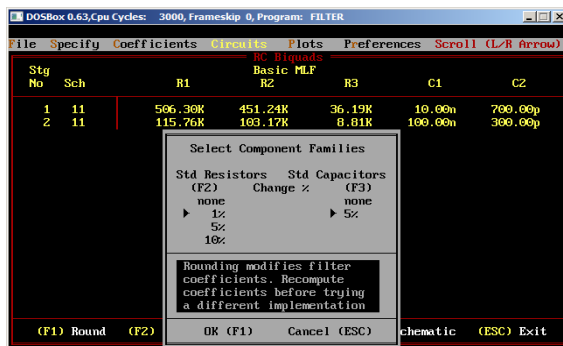 DOSBox 0.63,Cpu Cycles: 3000, Frameskip 0, Program: FILTER
File Specify Coefficients Circuits Plots Preferences Scroll (L/R Arrow)
RC Biquads
Stg Basic MLF
No Sch R1 R2 R3 C1 C2
1 11 506.30K 451.24K 36.19K 10.00n 700.00p
2 11 115.76K 103.17K 8.81K 100.00n 300.00p
Select Component Families
Std Resistors Std Capacitors
(F2) Change % (F3)
none none
1% 5%
5%
10%
Rounding modifies filter
coefficients. Recompute
coefficients before trying
a different implementation
OK (F1) Cancel (ESC)
(F1) Round (F2) chematic (ESC) Exit